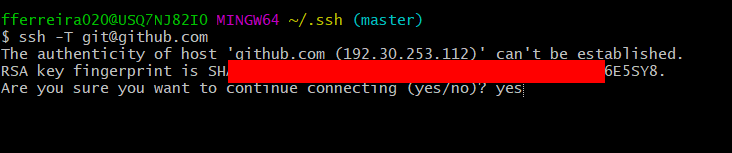 fferreira020@USQ7NJ82IO MINGW64 ~/.ssh (master)
$ ssh -T git@github.com
The authenticity of host 'github.com (192.30.253.112)' can't be established.
RSA key fingerprint is SHA 6E5SY8.
Are you sure you want to continue connecting (yes/no)? yes